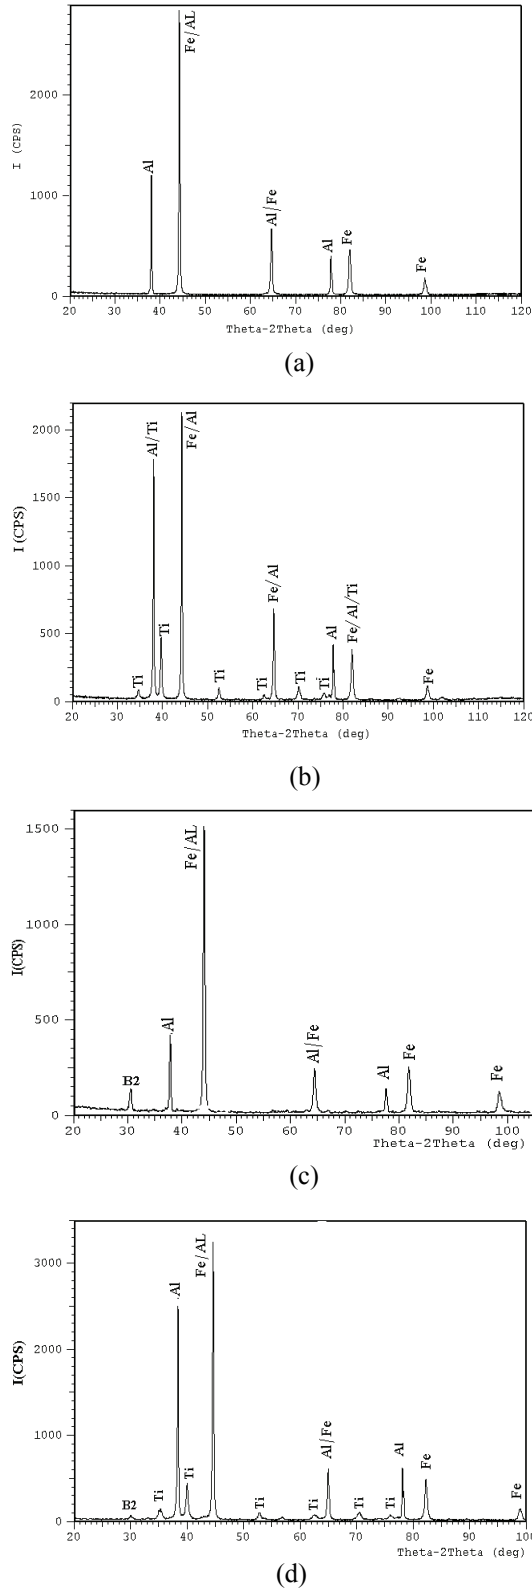 Fe/AL
2000
I (CPS)
Al
1000
Al/Fe
Al
Fe
Fe
0
20 30 40 50 60 70 80 90 100 110 120
Theta-2Theta (deg)
(a)
2000
Al/Ti
Fe/Al
1500
I (CPS)
1000
Fe/Al
500
Ti
Ti
Ti
Ti
Ti
Ti
Al
Fe/Al/Ti
Fe
0
20 30 40 50 60 70 80 90 100 110 120
Theta-2Theta (deg)
(b)
1500
Fe/AL
1000
I(CPS)
500
B2
Al
Al/Fe
Al
Fe
Fe
0
20 30 40 50 60 70 80 90 100
Theta-2Theta (deg)
(c)
3000
Al
Fe/AL
2000
I(CPS)
1000
B2
Ti
Ti
Ti
Ti
Al/Fe
Ti
Ti
Al
Fe
Fe
0
20 30 40 50 60 70 80 90 100
Theta-2Theta (deg)
(d)